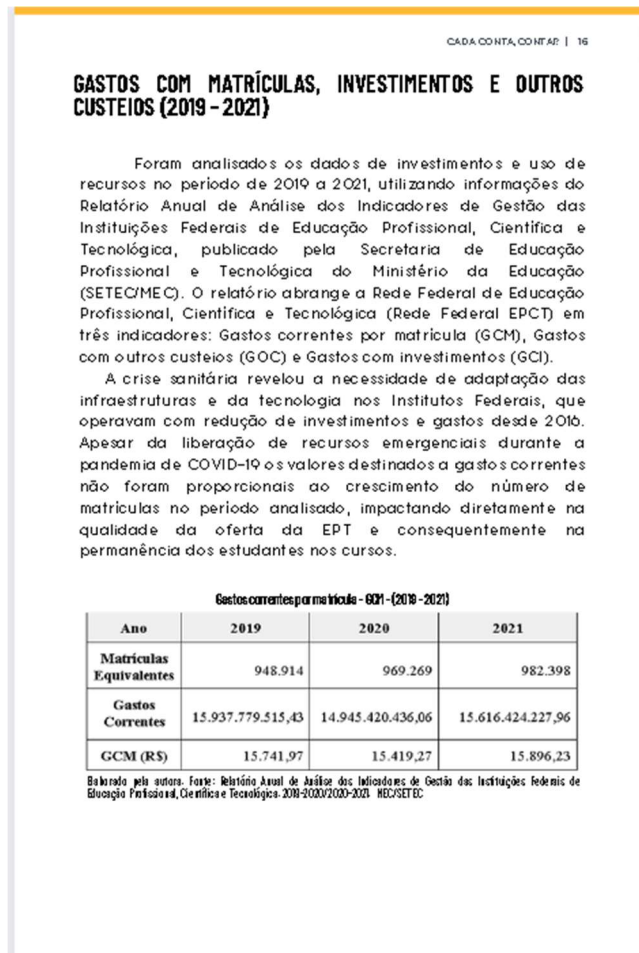 CADA CONTA, CONTA? | 16
GASTOS COM MATRÍCULAS, INVESTIMENTOS E OUTROS
CUSTEIOS (2019 – 2021)
Foram analisados os dados de investimentos e uso de
recursos no período de 2019 a 2021, utilizando informações do
Relatório Anual de Análise dos Indicadores de Gestão das
Instituições Federais de Educação Profissional, Científica e
Tecnológica, publicado pela Secretaria de Educação
Profissional e Tecnológica do Ministério da Educação
(SETEC/MEC). O relatório abrange a Rede Federal de Educação
Profissional, Científica e Tecnológica (Rede Federal EPCT) em
três indicadores: Gastos correntes por matrícula (GCM), Gastos
com outros custeios (GOC) e Gastos com investimentos (GCI).
A crise sanitária revelou a necessidade de adaptação das
infraestruturas e da tecnologia nos Institutos Federais, que
operavam com redução de investimentos e gastos desde 2016.
Apesar da liberação de recursos emergenciais durante a
pandemia de COVID-19 os valores destinados a gastos correntes
não foram proporcionais ao crescimento do número de
matrículas no período analisado, impactando diretamente na
qualidade da oferta da EPT e consequentemente na
permanência dos estudantes nos cursos.
Gastos correntes por matrícula - GCM - (2019 - 2021)
Ano 2019 2020 2021
Matrículas Equivalentes 948.914 969.269 982.398
Gastos Correntes 15.937.779.515,43 14.945.420.436,06 15.616.424.227,96
GCM (R$) 15.741,97 15.419,27 15.896,23
Elaborada pela autora. Fonte: Relatório Anual de Análise dos Indicadores de Gestão das Instituições Federais de
Educação Profissional, Científica e Tecnológica. 2019-2020/2020-2021. MEC/SETEC